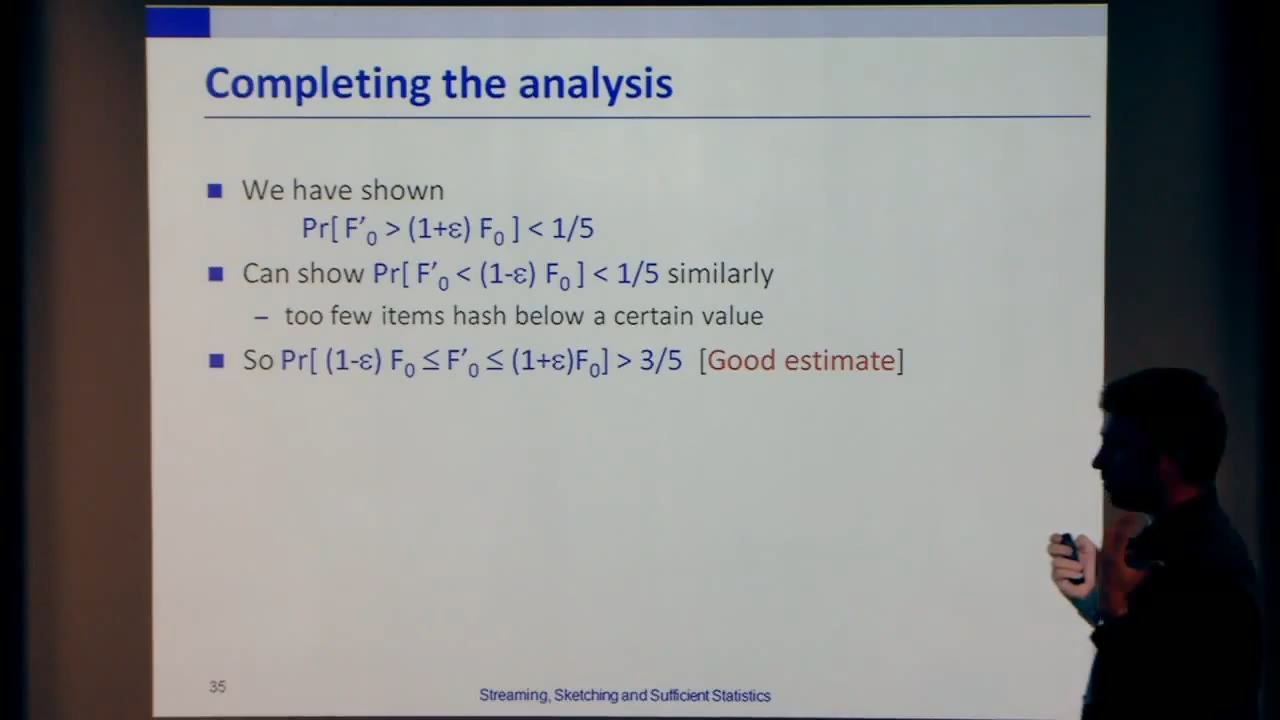 Completing the analysis
We have shown
Pr[ F′₀ > (1+ε) F₀ ] < 1/5
Can show Pr[ F′₀ < (1-ε) F₀ ] < 1/5 similarly
– too few items hash below a certain value
So Pr[ (1-ε) F₀ ≤ F′₀ ≤ (1+ε)F₀] > 3/5 [Good estimate]
35
Streaming, Sketching and Sufficient Statistics